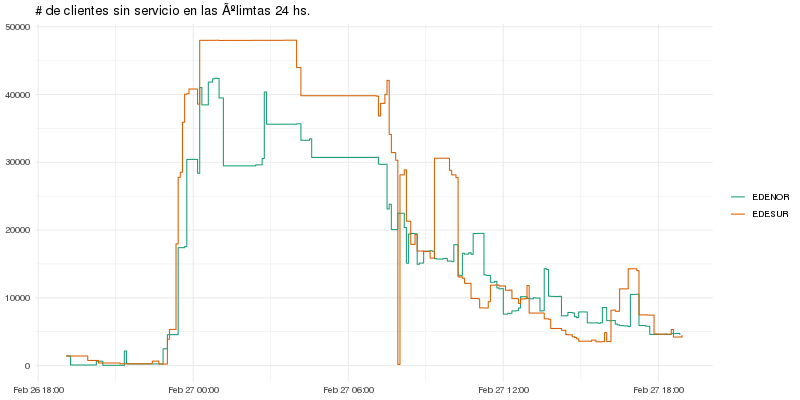 # de clientes sin servicio en las Ãºlimtas 24 hs.
50000
40000
30000
20000
10000
0
Feb 26 18:00 Feb 27 00:00 Feb 27 06:00 Feb 27 12:00 Feb 27 18:00
EDENOR
EDESUR